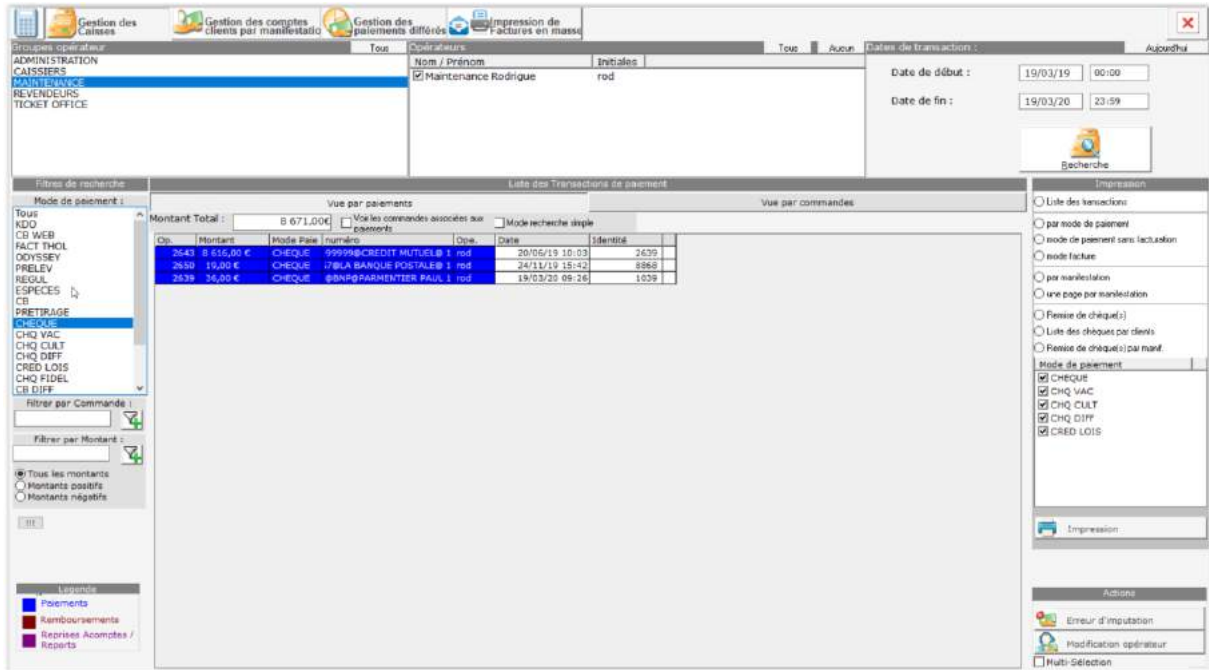 Gestion des Caisses
Gestion des comptes clients par manifestatio
Gestion des paiements différés
Impression de Factures en masse
Groupes opérateur
Tous
Opérateurs
Tous
Aucun
Dates de transaction :
Aujourd'hui
ADMINISTRATION
CAISSIERS
MAINTENANCE
REVENDEURS
TICKET OFFICE
Nom / Prénom
Initiales
Maintenance Rodrigue
rod
Date de début :
19/03/19
00:00
Date de fin :
19/03/20
23:59
Recherche
Filtres de recherche
Mode de paiement :
Tous
KDO
CB WEB
FACT THOL
ODYSSEY
PRELEV
REGUL
ESPECES
CB
PRETIRAGE
CHEQUE
CHQ VAC
CHQ CULT
CHQ DIFF
CRED LOIS
CHQ FIDEL
CB DIFF
Filtrer par Commande :
Filtrer par Montant :
Tous les montants
Montants positifs
Montants négatifs
Légende
Paiements
Remboursements
Reprises Acomptes / Reports
Liste des Transactions de paiement
Vue par paiements
Vue par commandes
Montant Total :
8 671,00€
Voir les commandes associées aux paiements
Mode recherche simple
Op. Montant Mode Paie numéro Ope. Date Identité
2643 8 616,00 € CHEQUE 99999@CREDIT MUTUEL@ 1 rod 20/06/19 10:03 2639
2650 19,00 € CHEQUE i7@LA BANQUE POSTALE@ 1 rod 24/11/19 15:42 8868
2639 36,00 € CHEQUE @BNP@PARMENTIER PAUL 1 rod 19/03/20 09:26 1039
Impression
Liste des transactions
par mode de paiement
mode de paiement sans facturation
mode facture
par manifestation
une page par manifestation
Remise de chèque(s)
Liste des chèques par clients
Remise de chèque(s) par manif.
Mode de paiement
CHEQUE
CHQ VAC
CHQ CULT
CHQ DIFF
CRED LOIS
Impression
Actions
Erreur d'imputation
Modification opérateur
Multi-Sélection